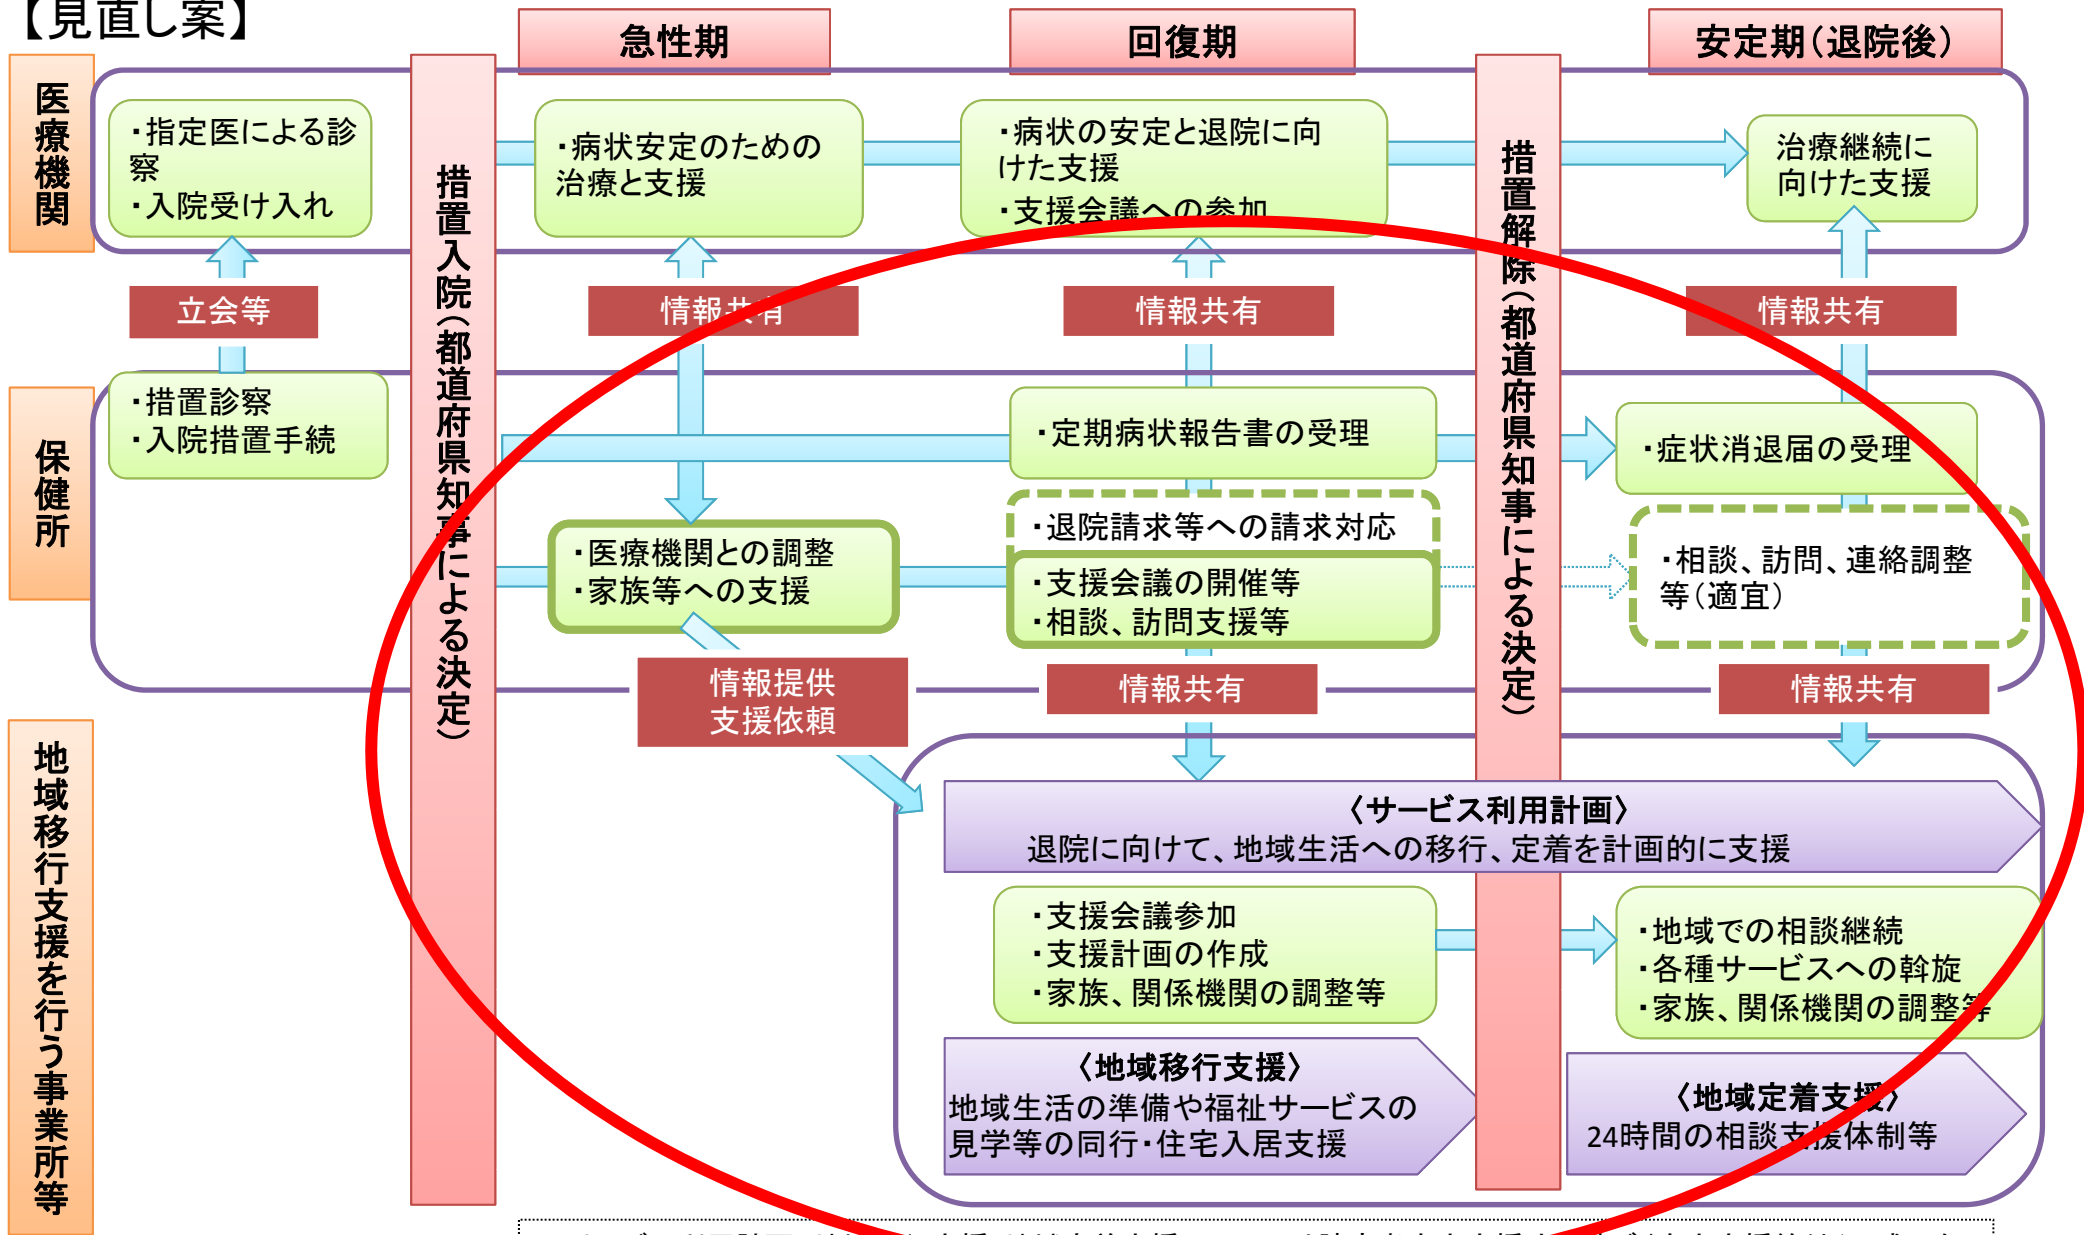 【見直し案】
急性期
回復期
安定期（退院後）
医療機関
・指定医による診
察
・入院受け入れ
・病状安定のための
治療と支援
・病状の安定と退院に向
けた支援
・支援会議への参加
治療継続に
向けた支援
措置入院（都道府県知事による決定）
措置解除（都道府県知事による決定）
立会等
情報共有
情報共有
情報共有
保健所
・措置診察
・入院措置手続
・定期病状報告書の受理
・症状消退届の受理
・医療機関との調整
・家族等への支援
・退院請求等への請求対応
・支援会議の開催等
・相談、訪問支援等
・相談、訪問、連絡調整
等（適宜）
情報提供
支援依頼
情報共有
情報共有
地域移行支援を行う事業所等
〈サービス利用計画〉
退院に向けて、地域生活への移行、定着を計画的に支援
・支援会議参加
・支援計画の作成
・家族、関係機関の調整等
・地域での相談継続
・各種サービスへの斡旋
・家族、関係機関の調整等
〈地域移行支援〉
地域生活の準備や福祉サービスの
見学等の同行・住宅入居支援
〈地域定着支援〉
24時間の相談支援体制等